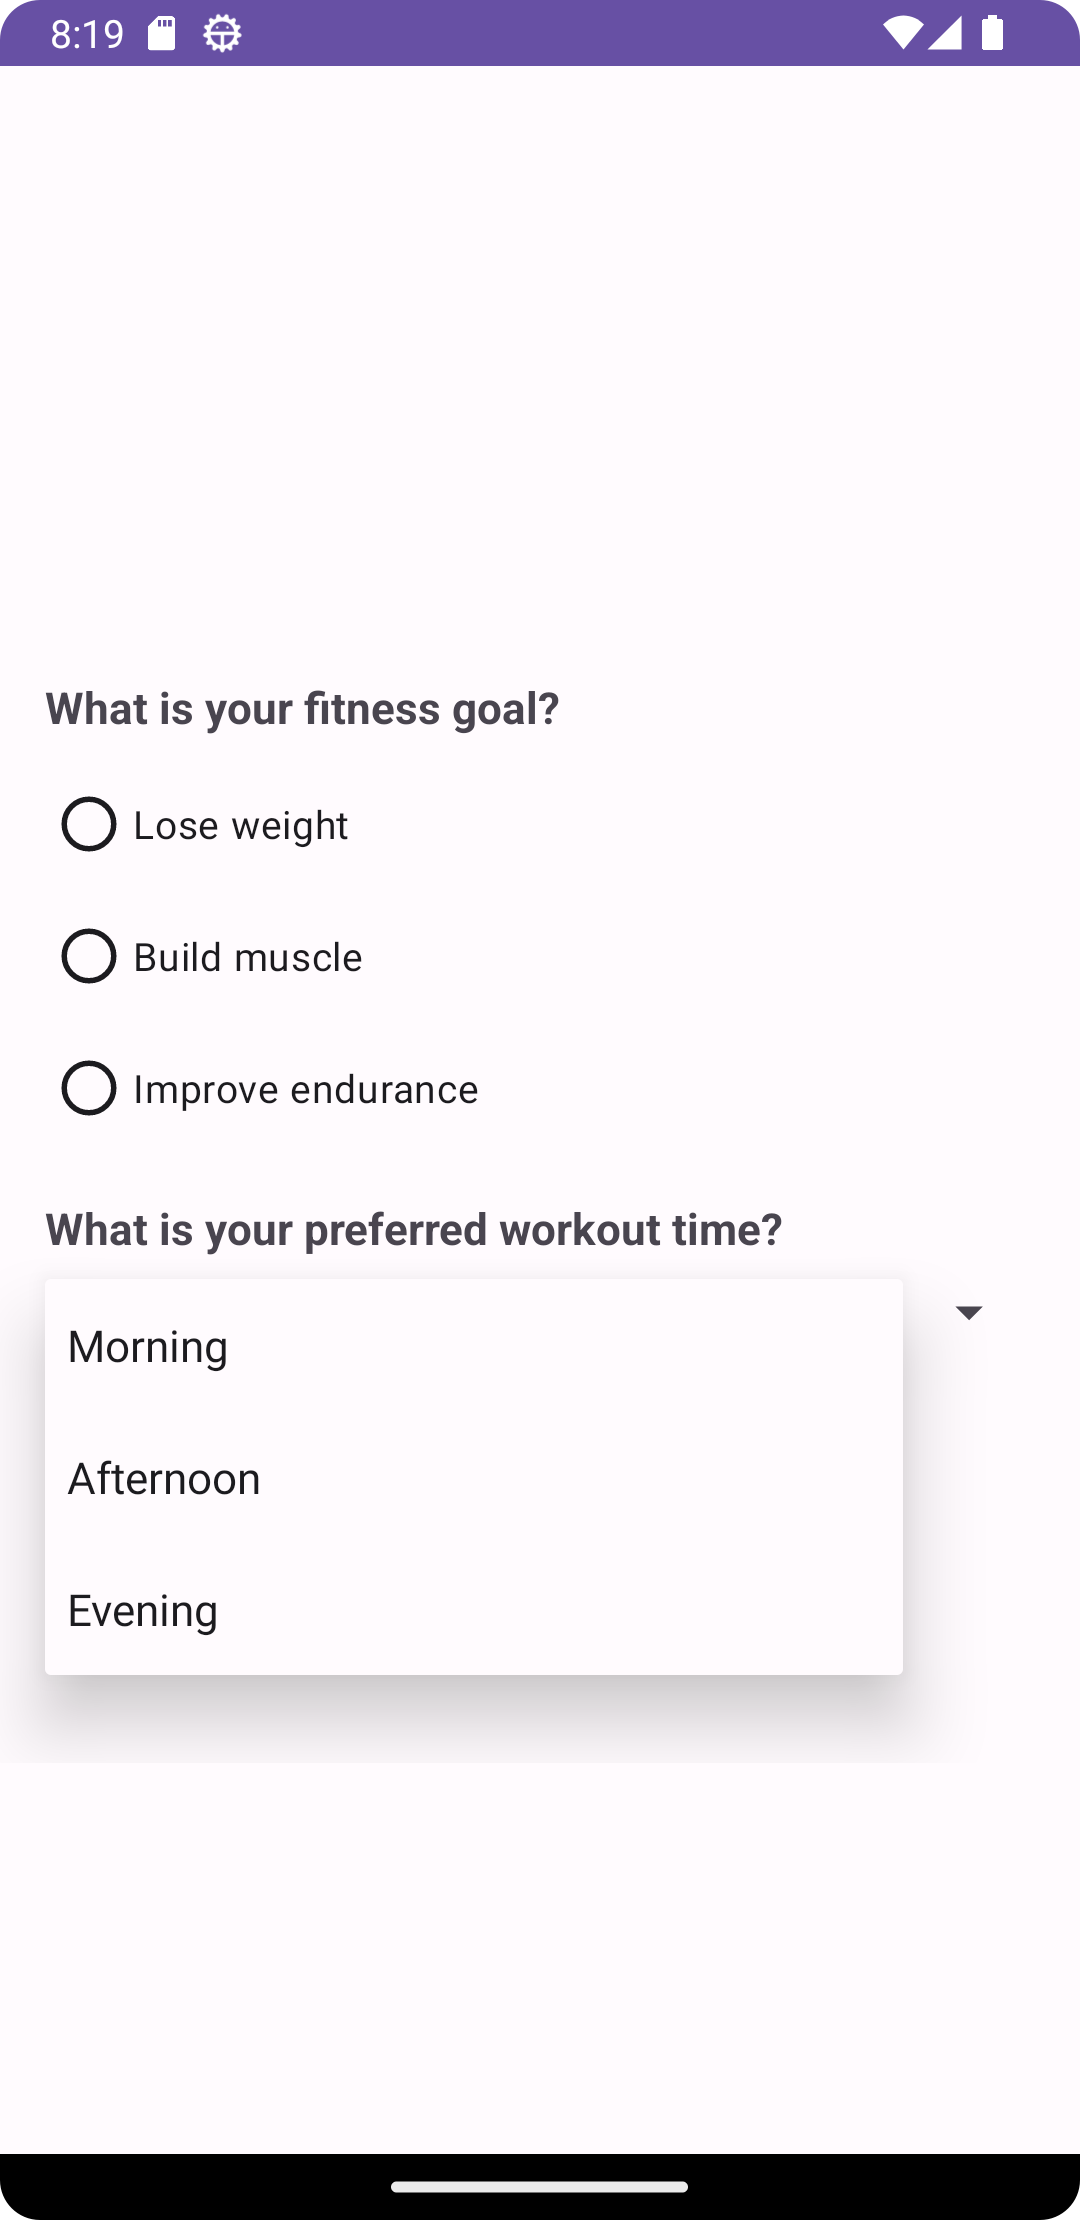 8:19
What is your fitness goal?
Lose weight
Build muscle
Improve endurance
What is your preferred workout time?
Morning
Afternoon
Evening